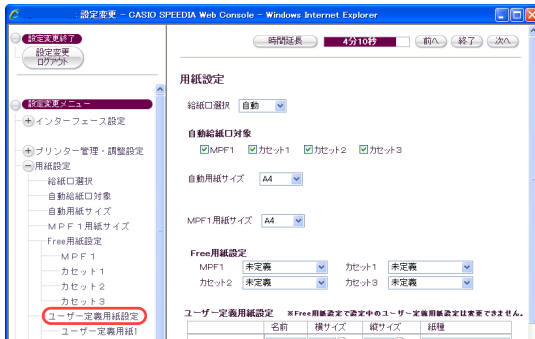 設定変更 - CASIO SPEEDIA Web Console - Windows Internet Explorer
設定変更終了
設定変更
ログアウト
時間延長 4分10秒 前へ 終了 次へ
設定変更メニュー
インターフェース設定
プリンター管理・調整設定
用紙設定
給紙口選択
自動給紙口対象
自動用紙サイズ
MPF1用紙サイズ
Free用紙設定
MPF1
カセット1
カセット2
カセット3
ユーザー定義用紙設定
ユーザー定義用紙1
用紙設定
給紙口選択 自動
自動給紙口対象
MPF1 カセット1 カセット2 カセット3
自動用紙サイズ A4
MPF1用紙サイズ A4
Free用紙設定
MPF1 未定義 カセット1 未定義
カセット2 未定義 カセット3 未定義
ユーザー定義用紙設定 ※Free用紙設定で設定中のユーザー定義用紙設定は変更できません。
名前 横サイズ 縦サイズ 紙種